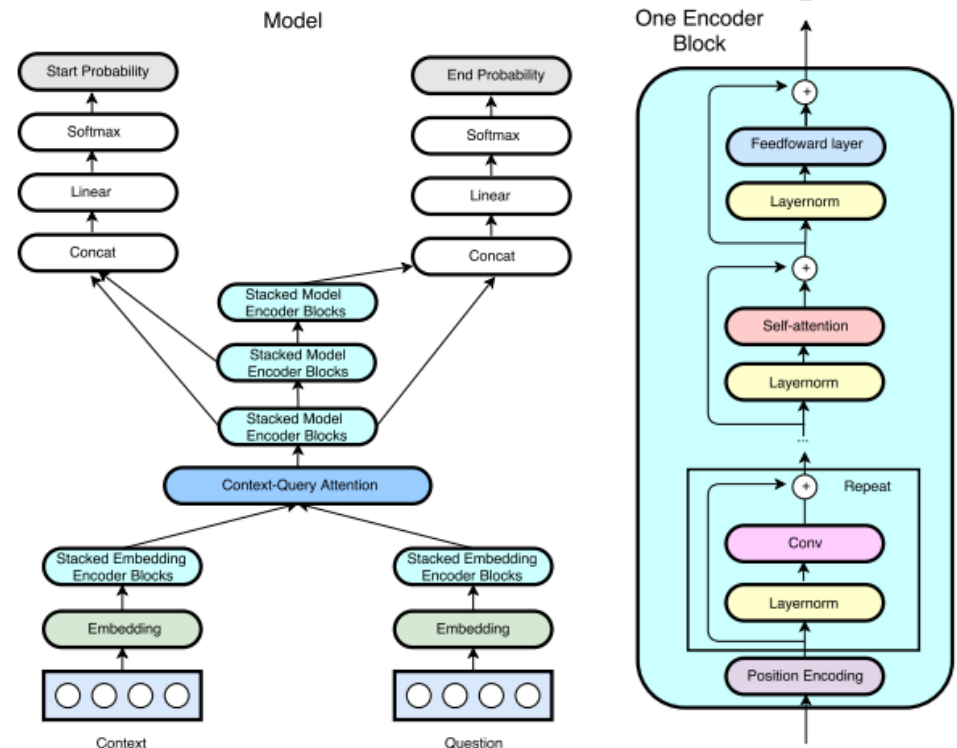 Model
Start Probability
Softmax
Linear
Concat
End Probability
Softmax
Linear
Concat
Stacked Model
Encoder Blocks
Stacked Model
Encoder Blocks
Stacked Model
Encoder Blocks
Context-Query Attention
Stacked Embedding
Encoder Blocks
Stacked Embedding
Encoder Blocks
Embedding
Embedding
Context
Question
One Encoder
Block
...
+
Feedfoward layer
Layernorm
+
Self-attention
Layernorm
...
+
Repeat
Conv
Layernorm
Position Encoding